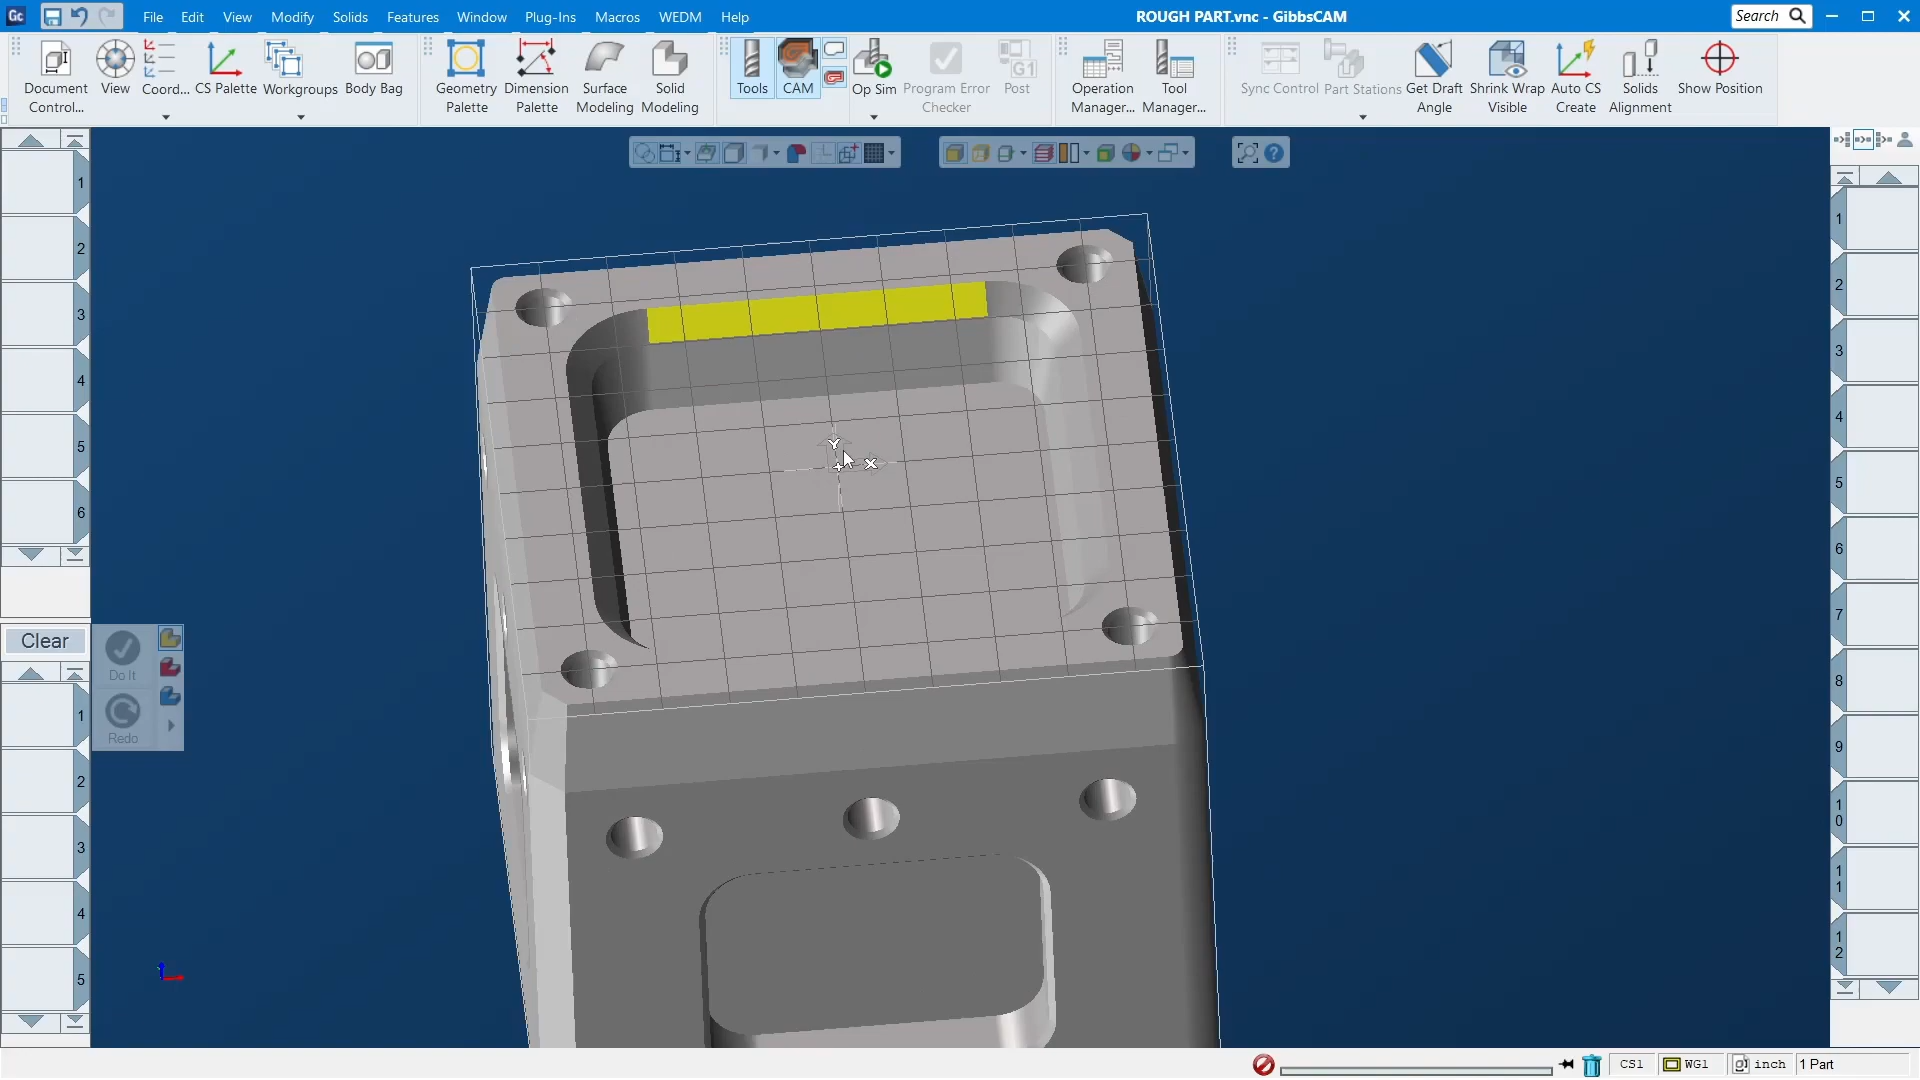 Gc File Edit View Modify Solids Features Window Plug-Ins Macros WEDM Help ROUGH PART.vnc - GibbsCAM Search
Document Control...
View
Coord...
CS Palette
Workgroups
Body Bag
Geometry Palette
Dimension Palette
Surface Modeling
Solid Modeling
Tools
CAM
Op Sim
Program Error Checker
G1
Post
Operation Manager...
Tool Manager...
Sync Control
Part Stations
Get Draft Angle
Shrink Wrap Visible
Auto CS Create
Solids Alignment
Show Position
1
2
3
4
5
6
Clear
1
2
3
4
5
Do It
Redo
Y
X
1
2
3
4
5
6
7
8
9
10
11
12
CS1 WG1 inch 1 Part